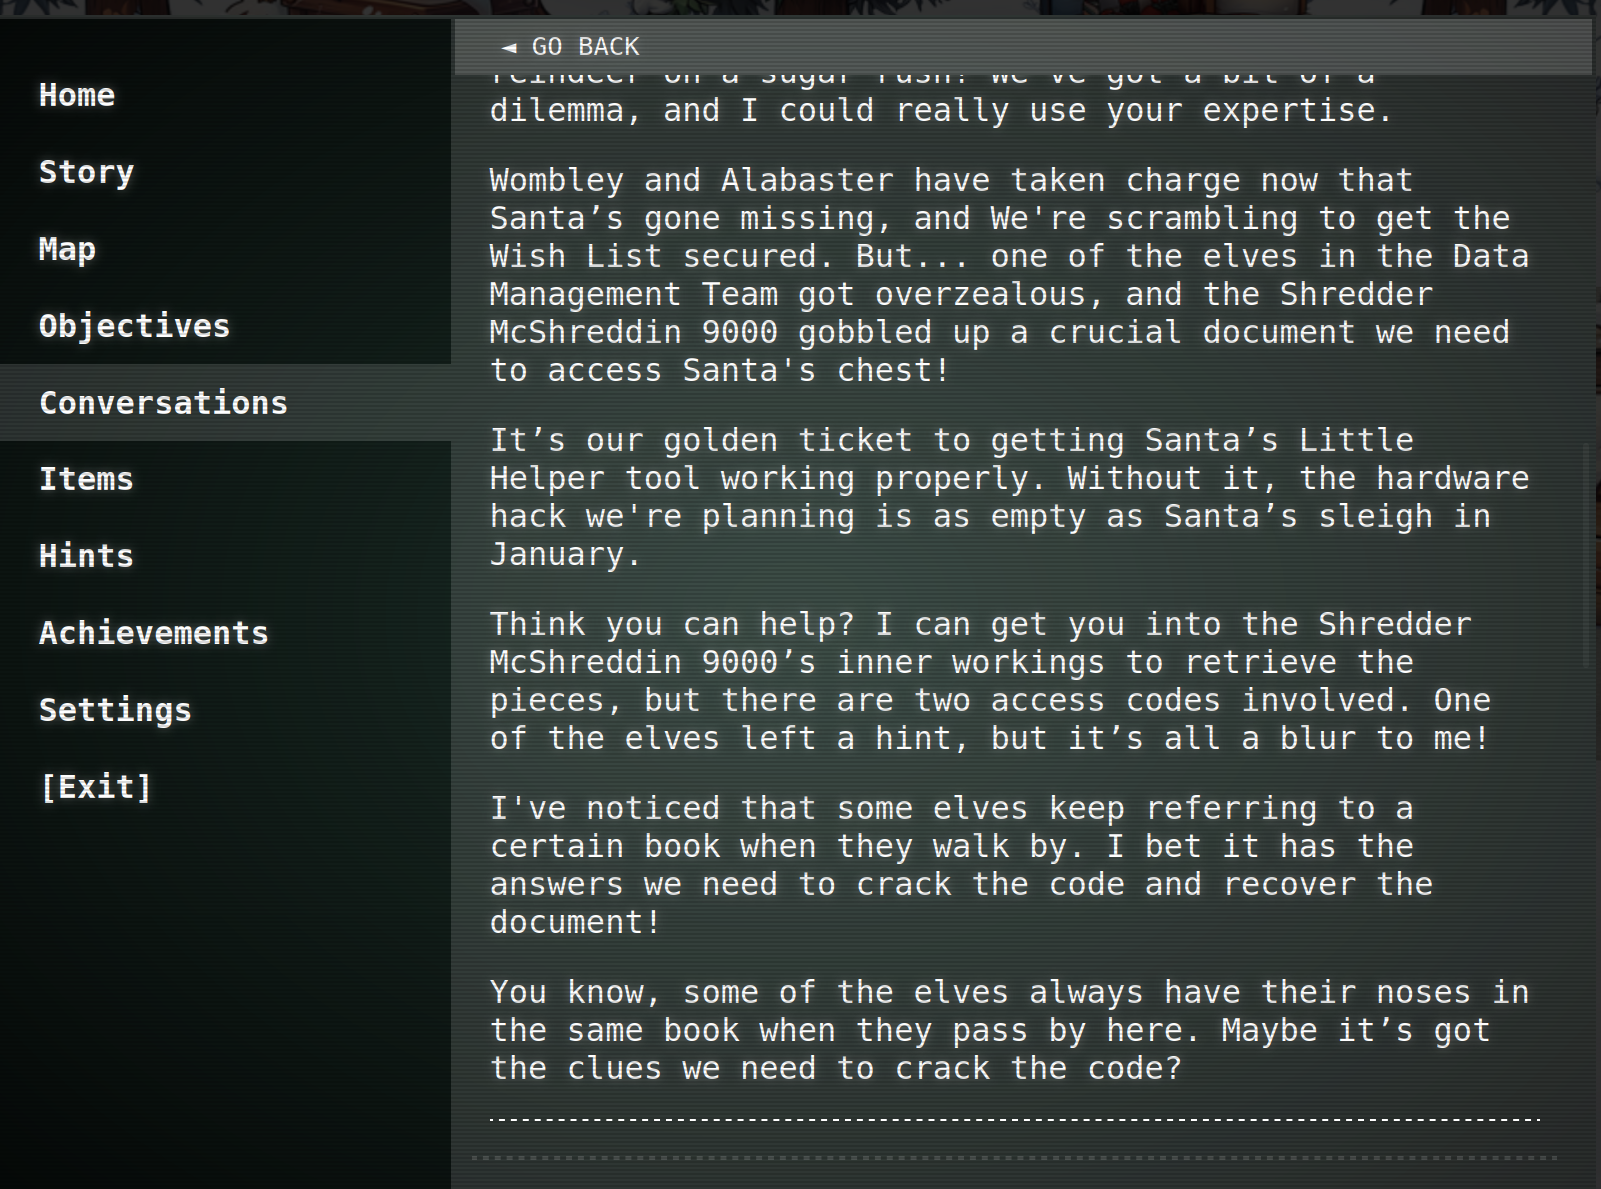 ◄ GO BACK
Home
Story
Map
Objectives
Conversations
Items
Hints
Achievements
Settings
[Exit]
reindeer on a sugar rush! We've got a bit of a
dilemma, and I could really use your expertise.
Wombley and Alabaster have taken charge now that
Santa’s gone missing, and We're scrambling to get the
Wish List secured. But... one of the elves in the Data
Management Team got overzealous, and the Shredder
McShreddin 9000 gobbled up a crucial document we need
to access Santa's chest!
It’s our golden ticket to getting Santa’s Little
Helper tool working properly. Without it, the hardware
hack we're planning is as empty as Santa’s sleigh in
January.
Think you can help? I can get you into the Shredder
McShreddin 9000’s inner workings to retrieve the
pieces, but there are two access codes involved. One
of the elves left a hint, but it’s all a blur to me!
I've noticed that some elves keep referring to a
certain book when they walk by. I bet it has the
answers we need to crack the code and recover the
document!
You know, some of the elves always have their noses in
the same book when they pass by here. Maybe it’s got
the clues we need to crack the code?